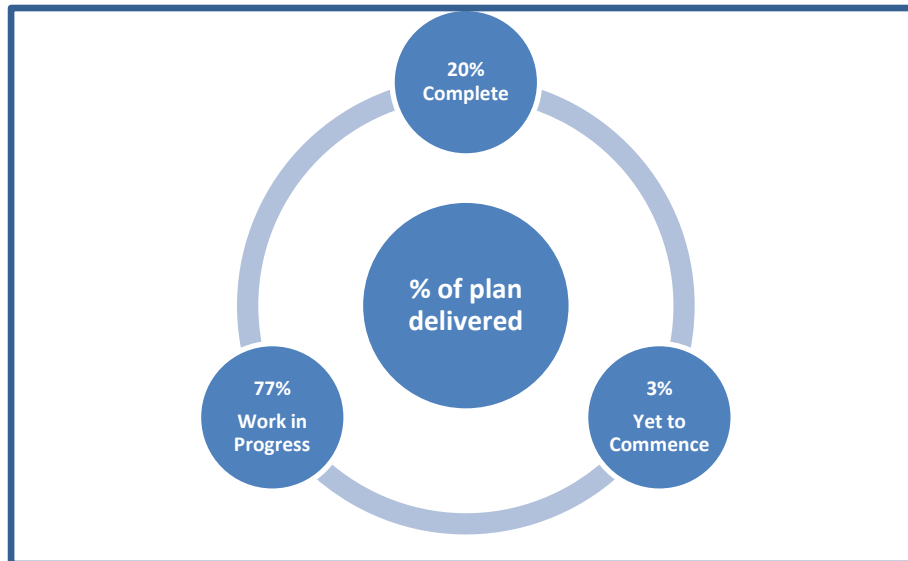 20%
Complete
% of plan
delivered
77%
Work in
Progress
3%
Yet to
Commence